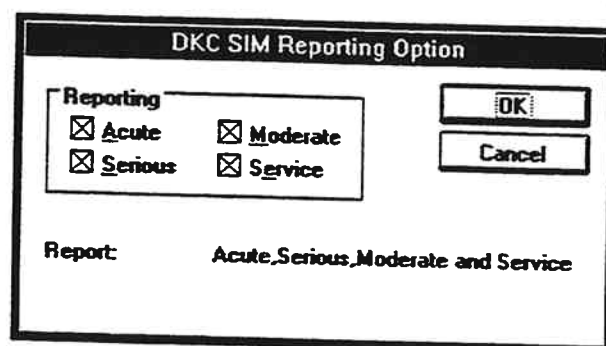 DKC SIM Reporting Option
Reporting
Acute
Moderate
Serious
Service
OK
Cancel
Report:
Acute,Serious,Moderate and Service